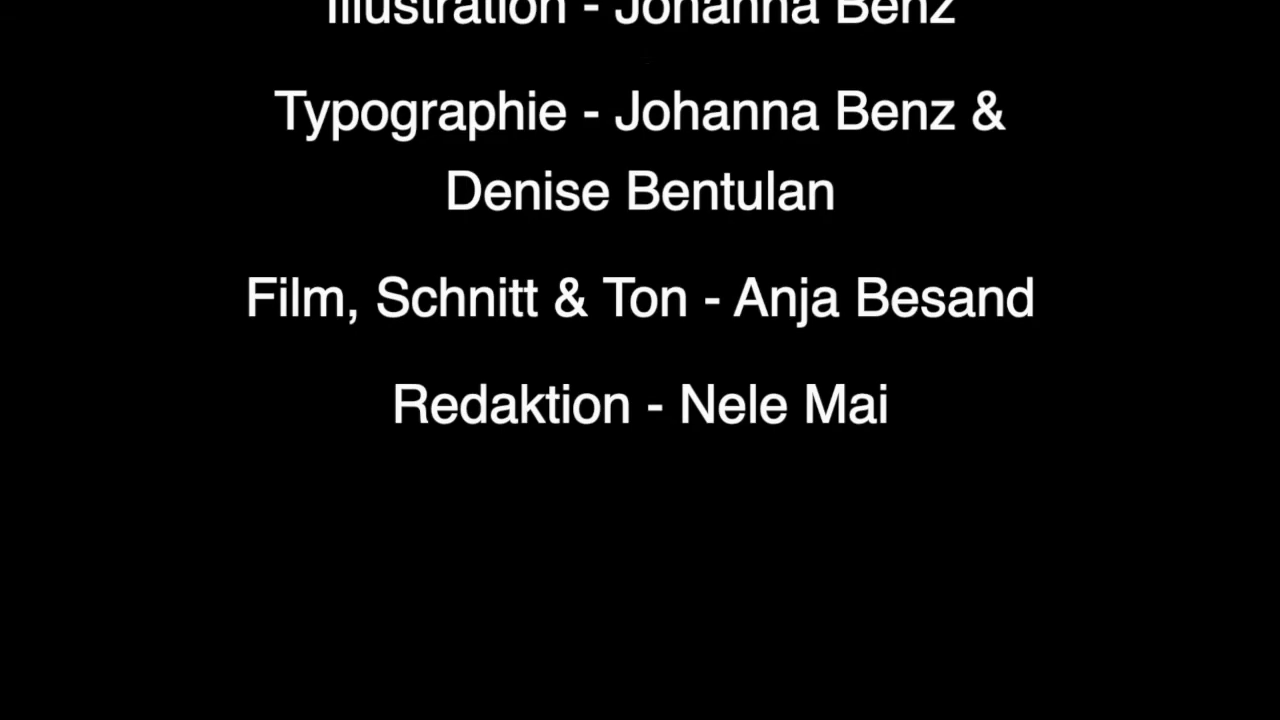 Illustration - Johanna Benz
Typographie - Johanna Benz &
Denise Bentulan
Film, Schnitt & Ton - Anja Besand
Redaktion - Nele Mai